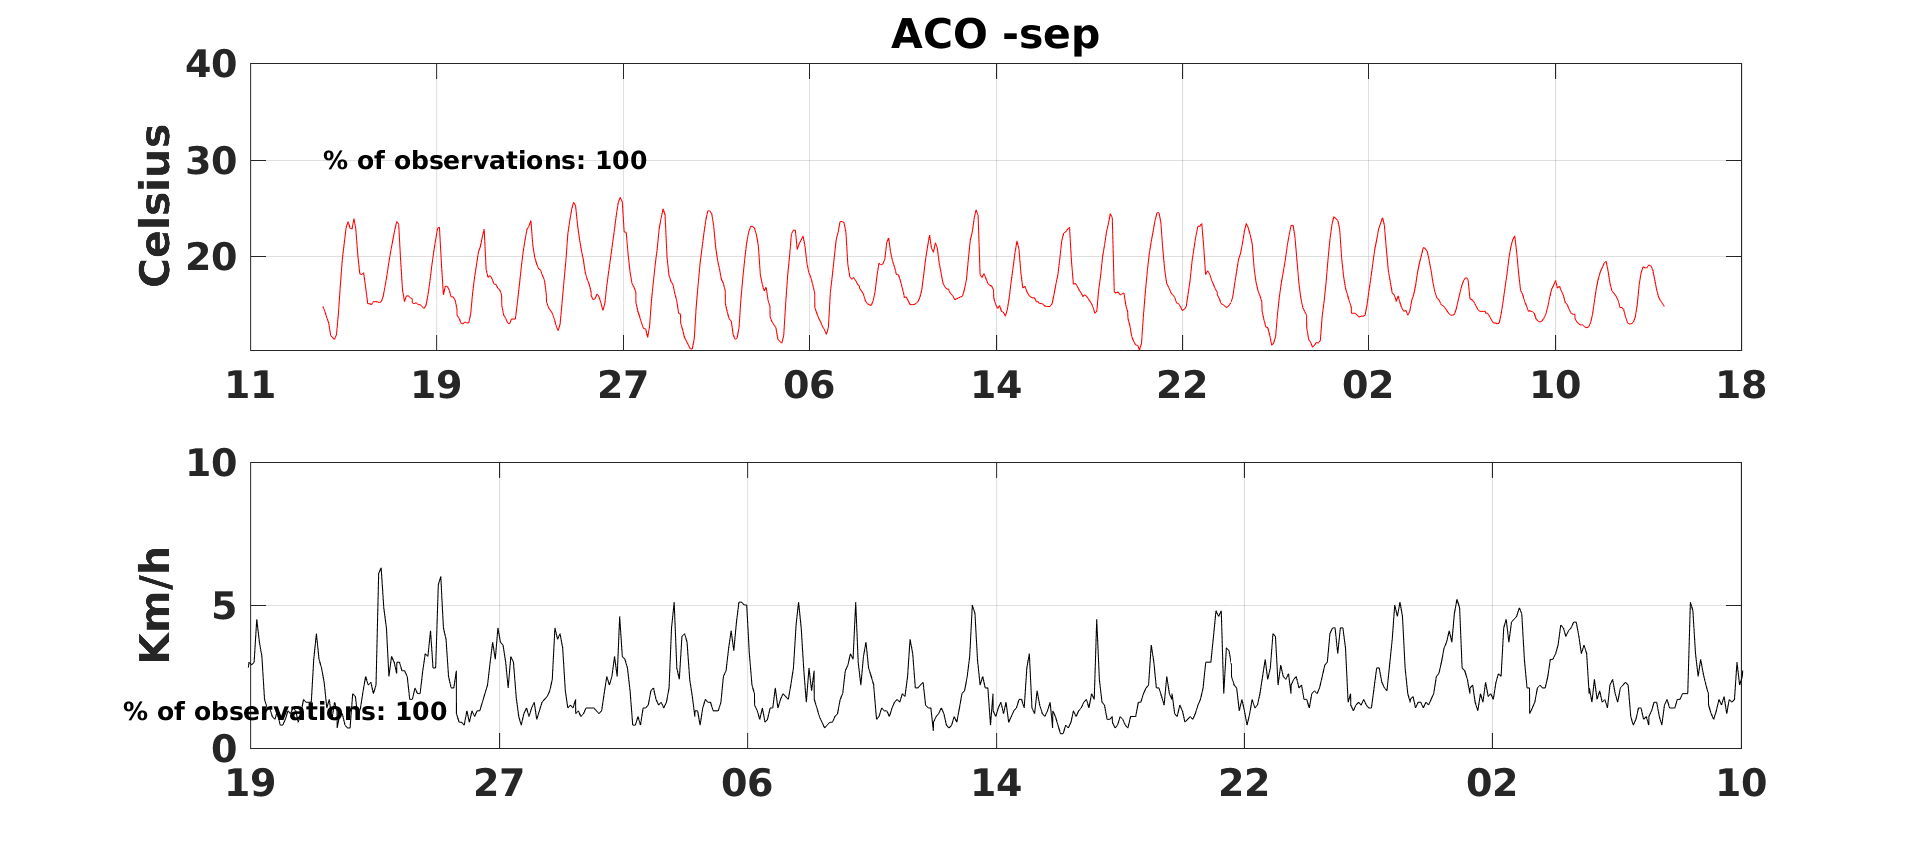 ACO -sep
40
30
20
Celsius
% of observations: 100
11 19 27 06 14 22 02 10 18
10
5
0
Km/h
% of observations: 100
19 27 06 14 22 02 10